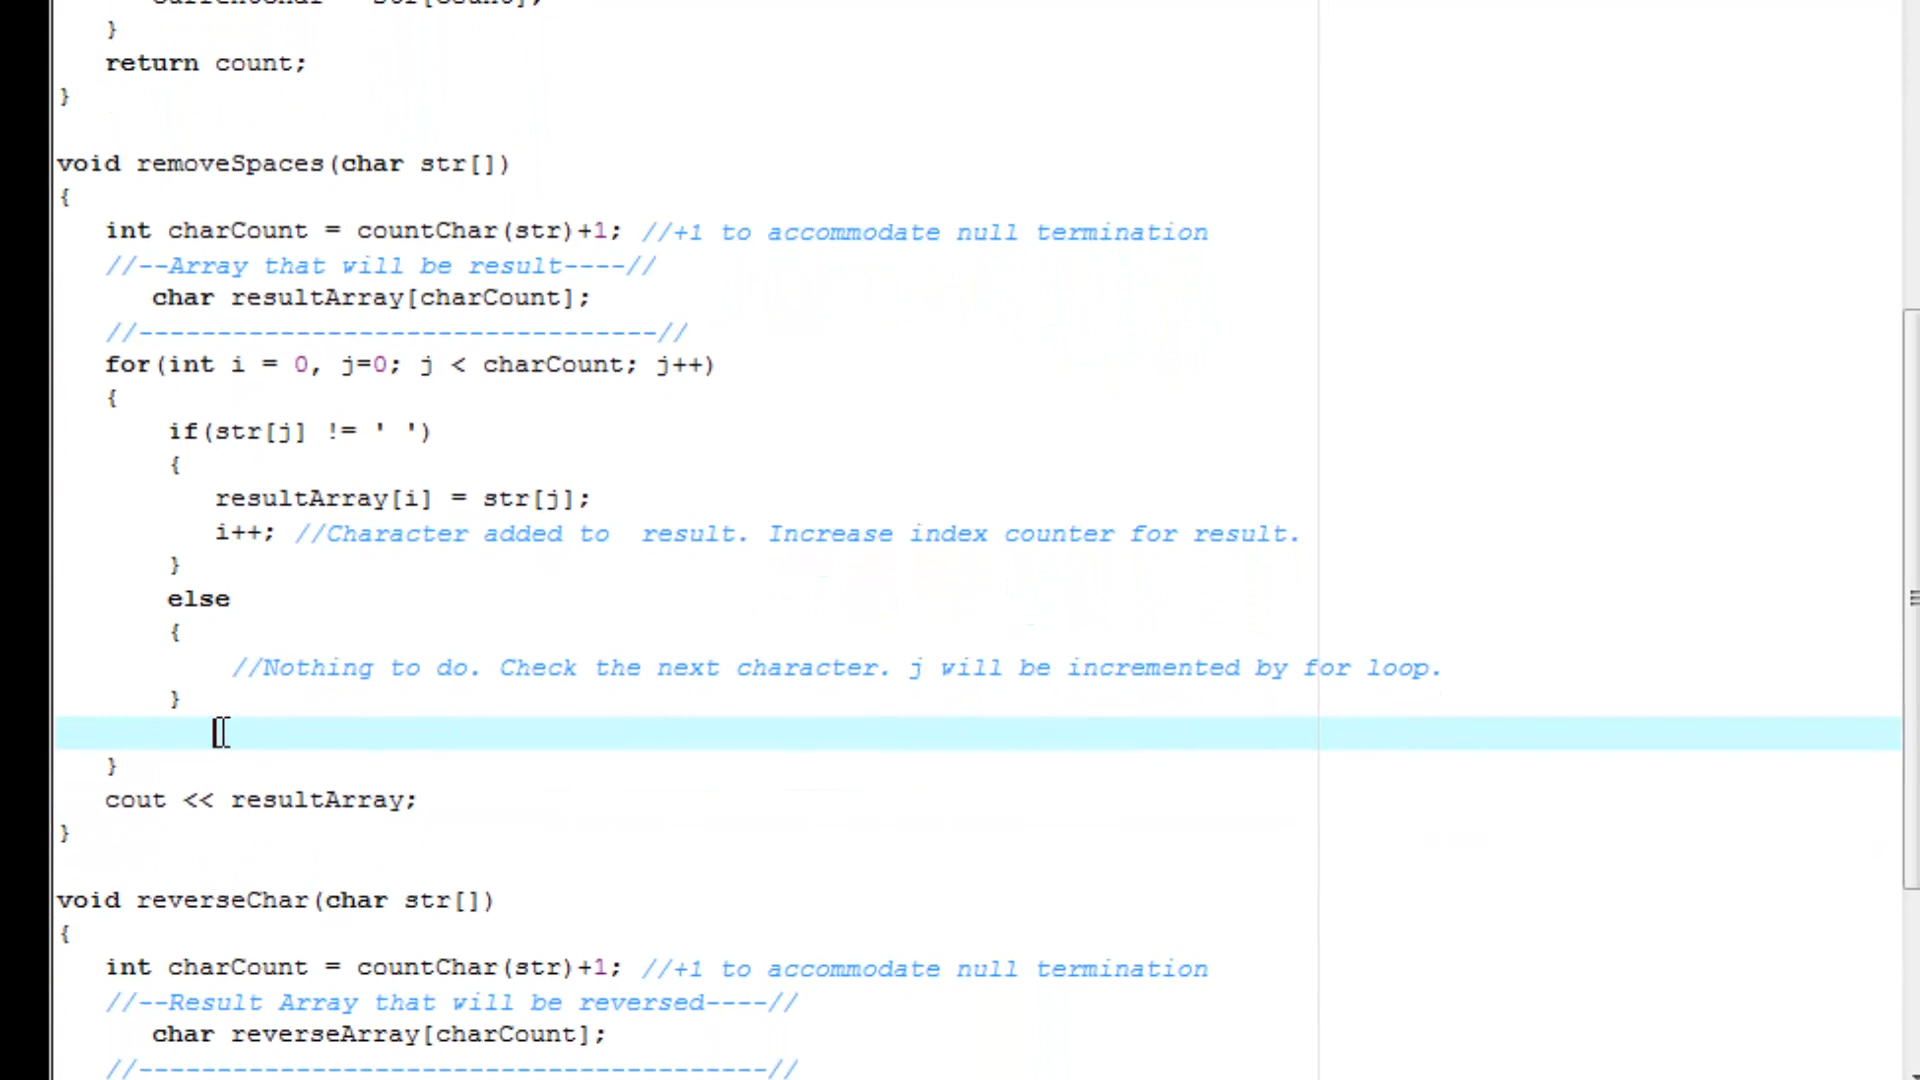 }
return count;
}
void removeSpaces(char str[])
{
int charCount = countChar(str)+1; //+1 to accommodate null termination
//--Array that will be result----//
char resultArray[charCount];
//---------------------------------//
for(int i = 0, j=0; j < charCount; j++)
{
if(str[j] != ' ')
{
resultArray[i] = str[j];
i++; //Character added to  result. Increase index counter for result.
}
else
{
//Nothing to do. Check the next character. j will be incremented by for loop.
}
}
cout << resultArray;
}
void reverseChar(char str[])
{
int charCount = countChar(str)+1; //+1 to accommodate null termination
//--Result Array that will be reversed----//
char reverseArray[charCount];
//----------------------------------------//